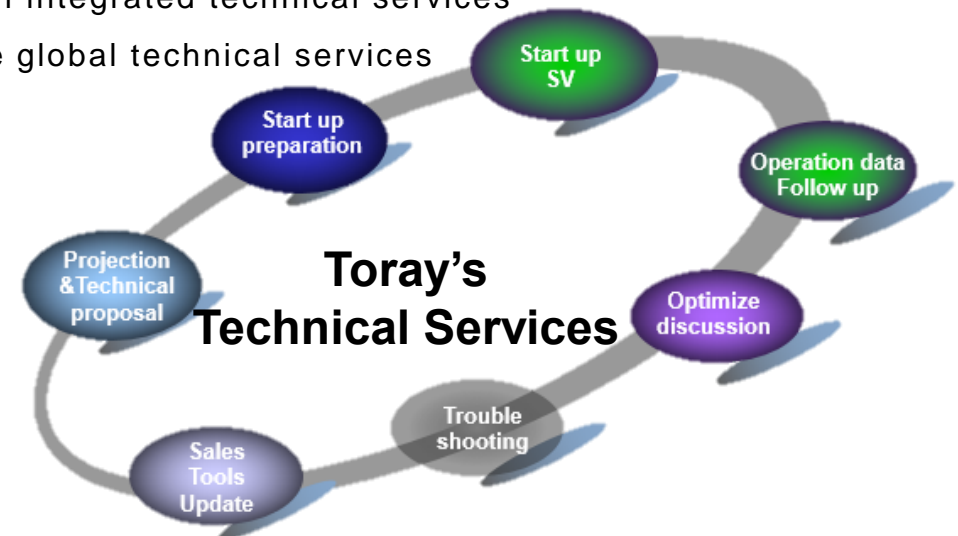 integrated technical services
global technical services
Start up
SV
Start up
preparation
Operation data
Follow up
Projection
&Technical
proposal
Toray's
Technical Services
Optimize
discussion
Trouble
shooting
Sales
Tools
Update